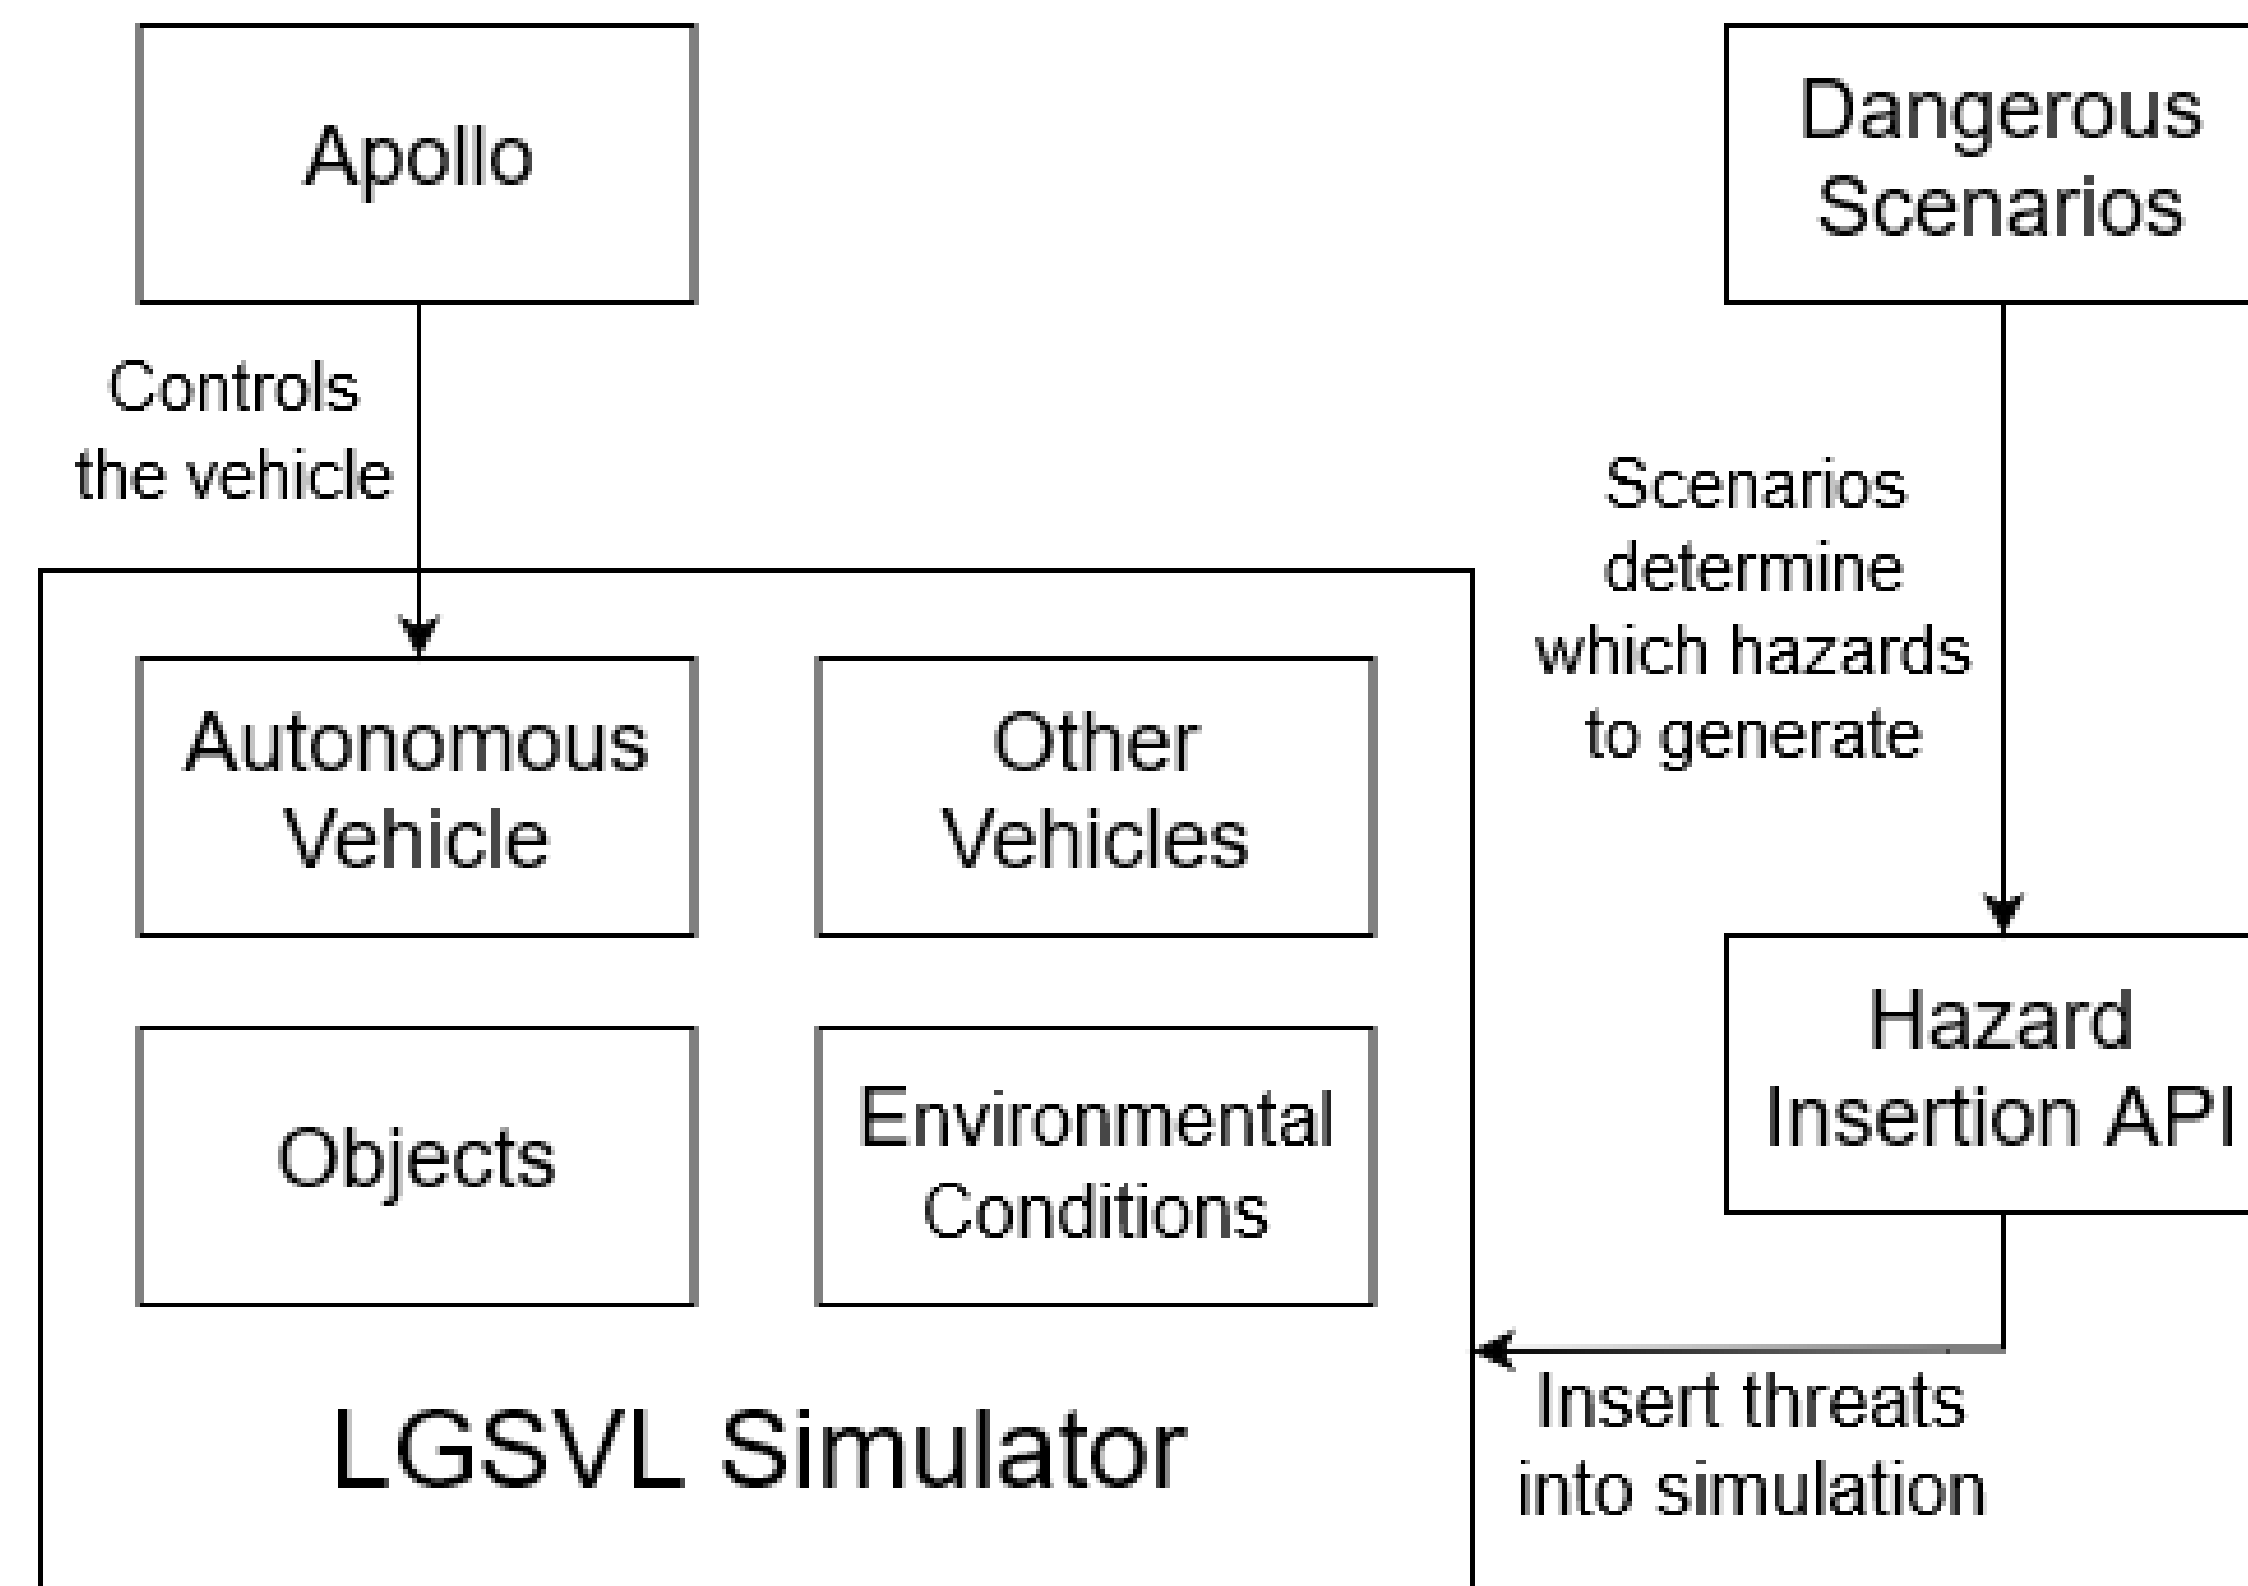 Apollo
Dangerous
Scenarios
Controls
the vehicle
Scenarios
determine
which hazards
to generate
Autonomous
Vehicle
Other
Vehicles
Objects
Environmental
Conditions
Hazard
Insertion API
LGSVL Simulator
Insert threats
into simulation